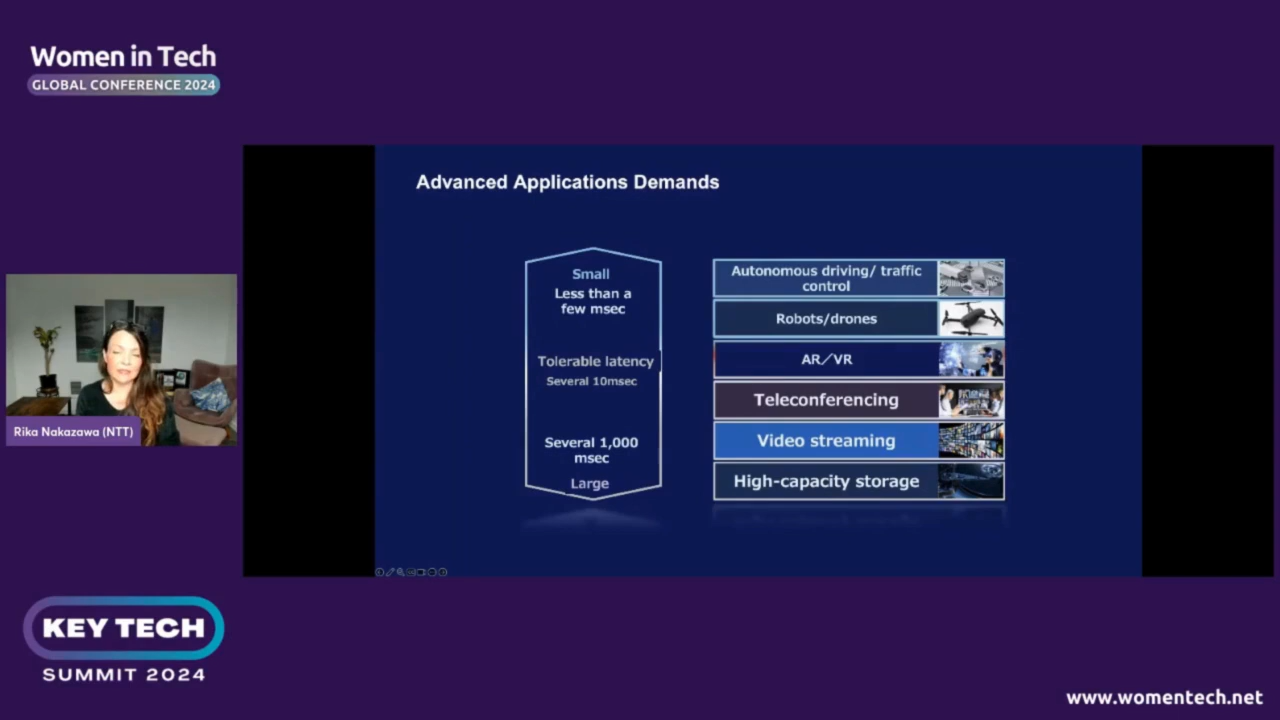 Women in Tech
GLOBAL CONFERENCE 2024
Advanced Applications Demands
Small
Less than a
few msec
Tolerable latency
Several 10msec
Several 1,000
msec
Large
Autonomous driving/ traffic
control
Robots/drones
AR／VR
Teleconferencing
Video streaming
High-capacity storage
Rika Nakazawa (NTT)
KEY TECH
SUMMIT 2024
www.womentech.net